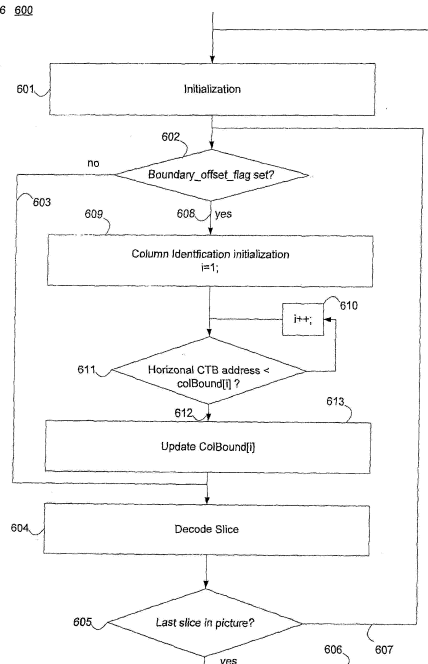 6 600
601
Initialization
602
no
Boundary_offset_flag set?
603
608
yes
609
Column Identfication initialization
i=1;
610
i++;
611
Horizonal CTB address <
colBound[i] ?
612
613
Update ColBound[i}
604
Decode Slice
605
Last slice in picture?
606
607
yes